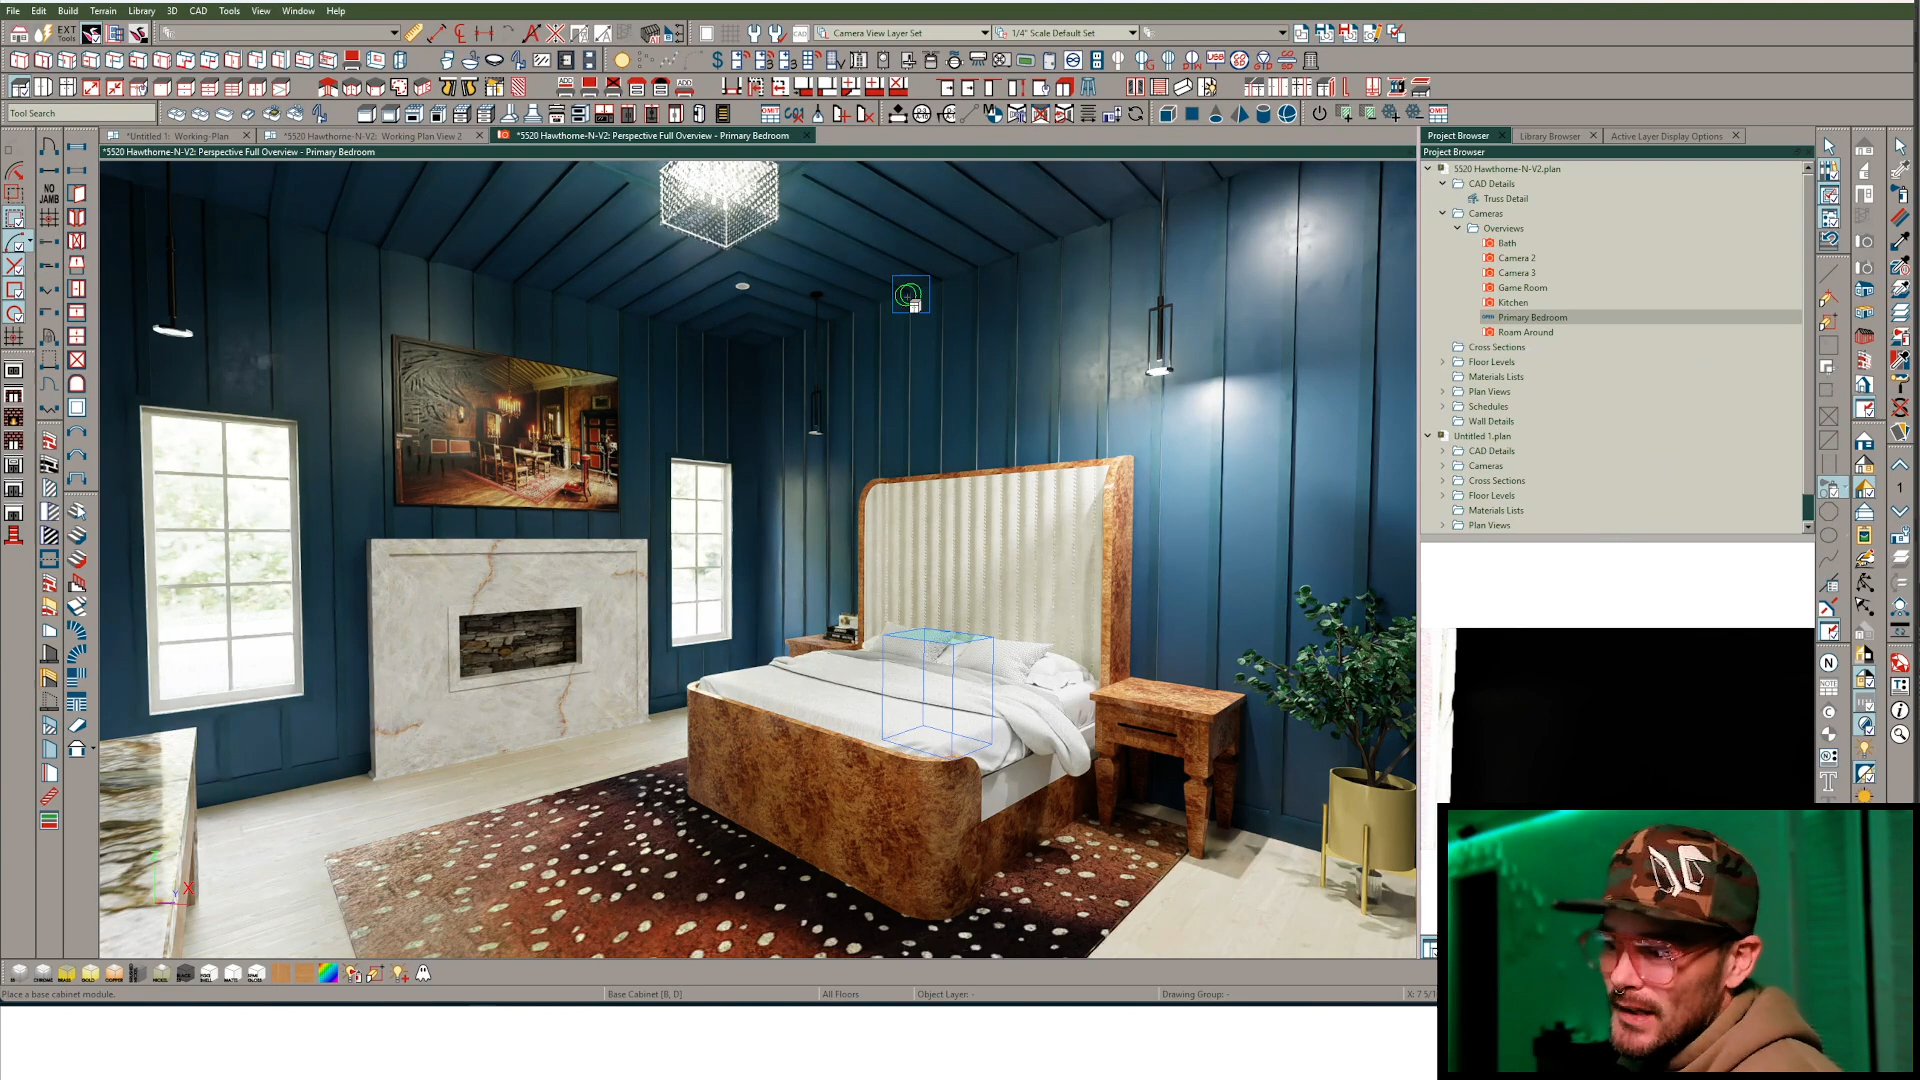 File Edit Build Terrain Library 3D CAD Tools View Window Help
EXT Tools
Camera View Layer Set
1/4" Scale Default Set
Tool Search
*Untitled 1: Working-Plan
*5520 Hawthorne-N-V2: Working Plan View 2
*5520 Hawthorne-N-V2: Perspective Full Overview - Primary Bedroom
*5520 Hawthorne-N-V2: Perspective Full Overview - Primary Bedroom
NO JAMB
Project Browser
Library Browser
Active Layer Display Options
Project Browser
5520 Hawthorne-N-V2.plan
CAD Details
Truss Detail
Cameras
Overviews
Bath
Camera 2
Camera 3
Game Room
Kitchen
OPEN Primary Bedroom
Roam Around
Cross Sections
Floor Levels
Materials Lists
Plan Views
Schedules
Wall Details
Untitled 1.plan
CAD Details
Cameras
Cross Sections
Floor Levels
Materials Lists
Plan Views
Place a base cabinet module.
Base Cabinet [B, D]
All Floors
Object Layer: -
Drawing Group: -